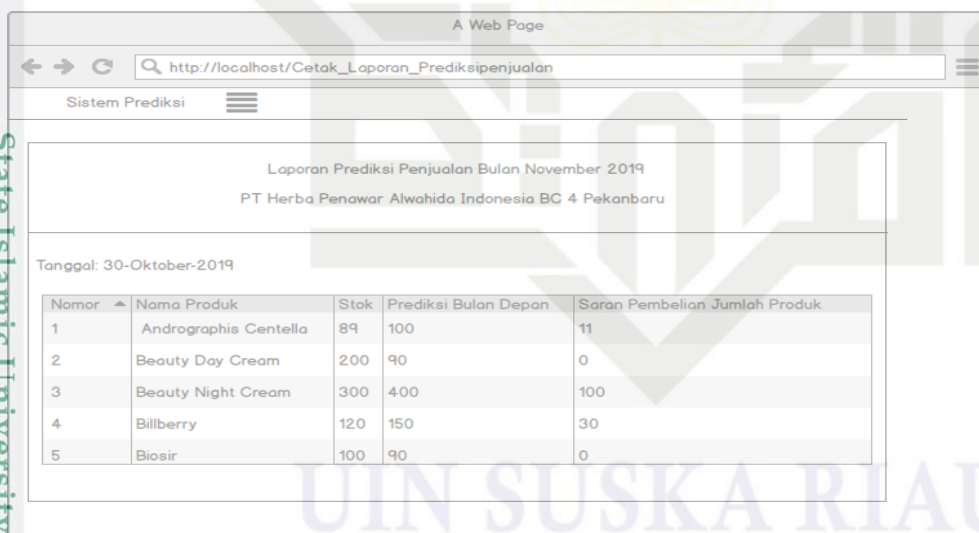 A Web Page
http://localhost/Cetak_Laporan_Prediksipenjualan
Sistem Prediksi
Laporan Prediksi Penjualan Bulan November 2019
PT Herba Penawar Alwahida Indonesia BC 4 Pekanbaru
Tanggal: 30-Oktober-2019
Nomor Nama Produk Stok Prediksi Bulan Depan Saran Pembelian Jumlah Produk
1 Andrographis Centella 89 100 11
2 Beauty Day Cream 200 90 0
3 Beauty Night Cream 300 400 100
4 Billberry 120 150 30
5 Biosir 100 90 0
UIN SUSKA RIAU
State Islamic University